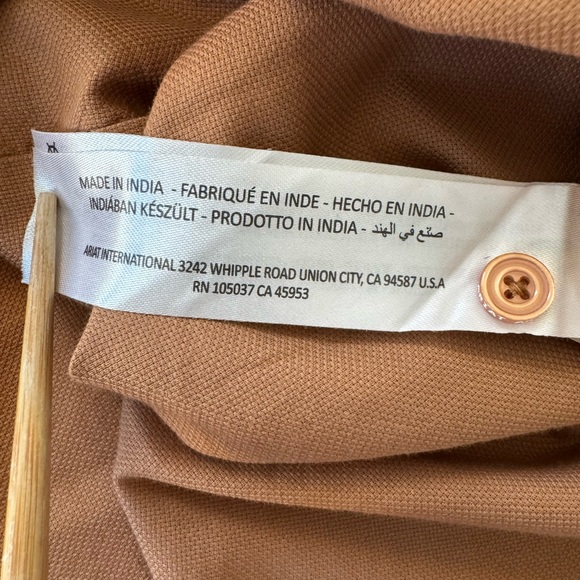 MADE IN INDIA - FABRIQUÉ EN INDE - HECHO EN INDIA -
INDIÁBAN KÉSZÜLT - PRODOTTO IN INDIA - صنع في الهند
ARIAT INTERNATIONAL 3242 WHIPPLE ROAD UNION CITY, CA 94587 U.S.A
RN 105037 CA 45953